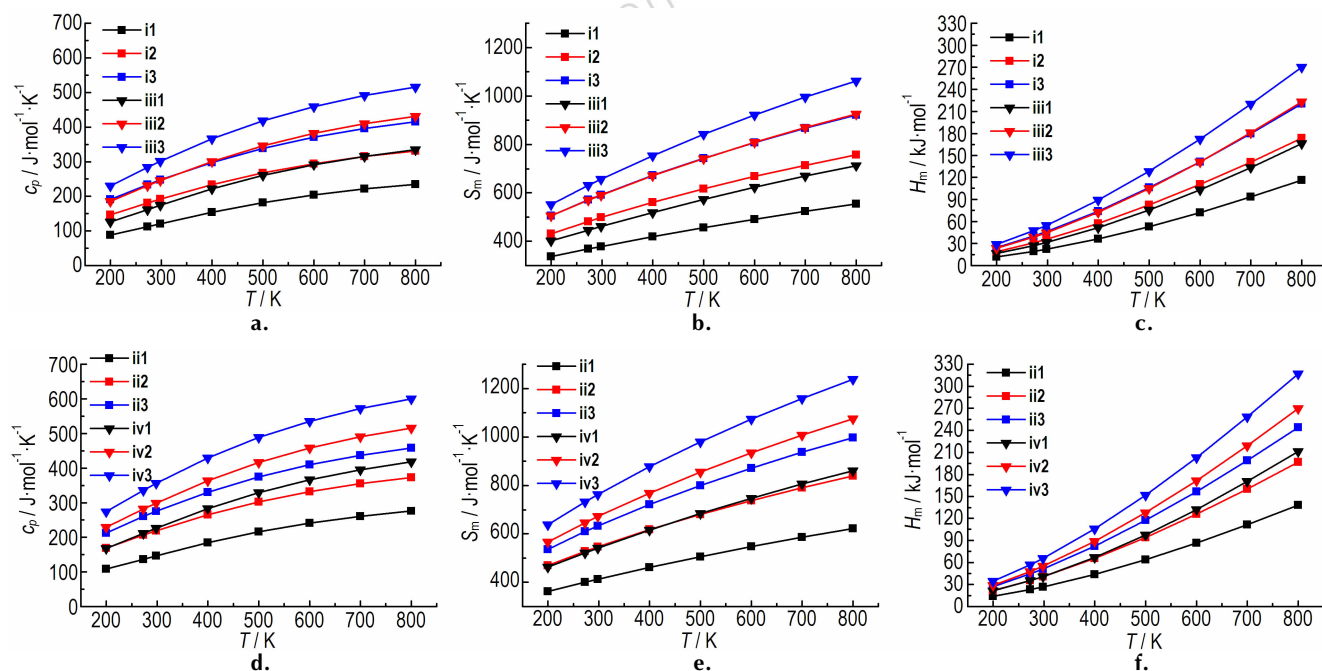 a.
c_p / J·mol⁻¹·K⁻¹
700
600
500
400
300
200
100
0
i1
i2
i3
iii1
iii2
iii3
200 300 400 500 600 700 800
T / K
b.
S_m / J·mol⁻¹·K⁻¹
1200
1000
800
600
400
i1
i2
i3
iii1
iii2
iii3
200 300 400 500 600 700 800
T / K
c.
H_m / kJ·mol⁻¹
330
300
270
240
210
180
150
120
90
60
30
0
i1
i2
i3
iii1
iii2
iii3
200 300 400 500 600 700 800
T / K
d.
c_p / J·mol⁻¹·K⁻¹
700
600
500
400
300
200
100
0
ii1
ii2
ii3
iv1
iv2
iv3
200 300 400 500 600 700 800
T / K
e.
S_m / J·mol⁻¹·K⁻¹
1200
1000
800
600
400
ii1
ii2
ii3
iv1
iv2
iv3
200 300 400 500 600 700 800
T / K
f.
H_m / kJ·mol⁻¹
330
300
270
240
210
180
150
120
90
60
30
0
ii1
ii2
ii3
iv1
iv2
iv3
200 300 400 500 600 700 800
T / K